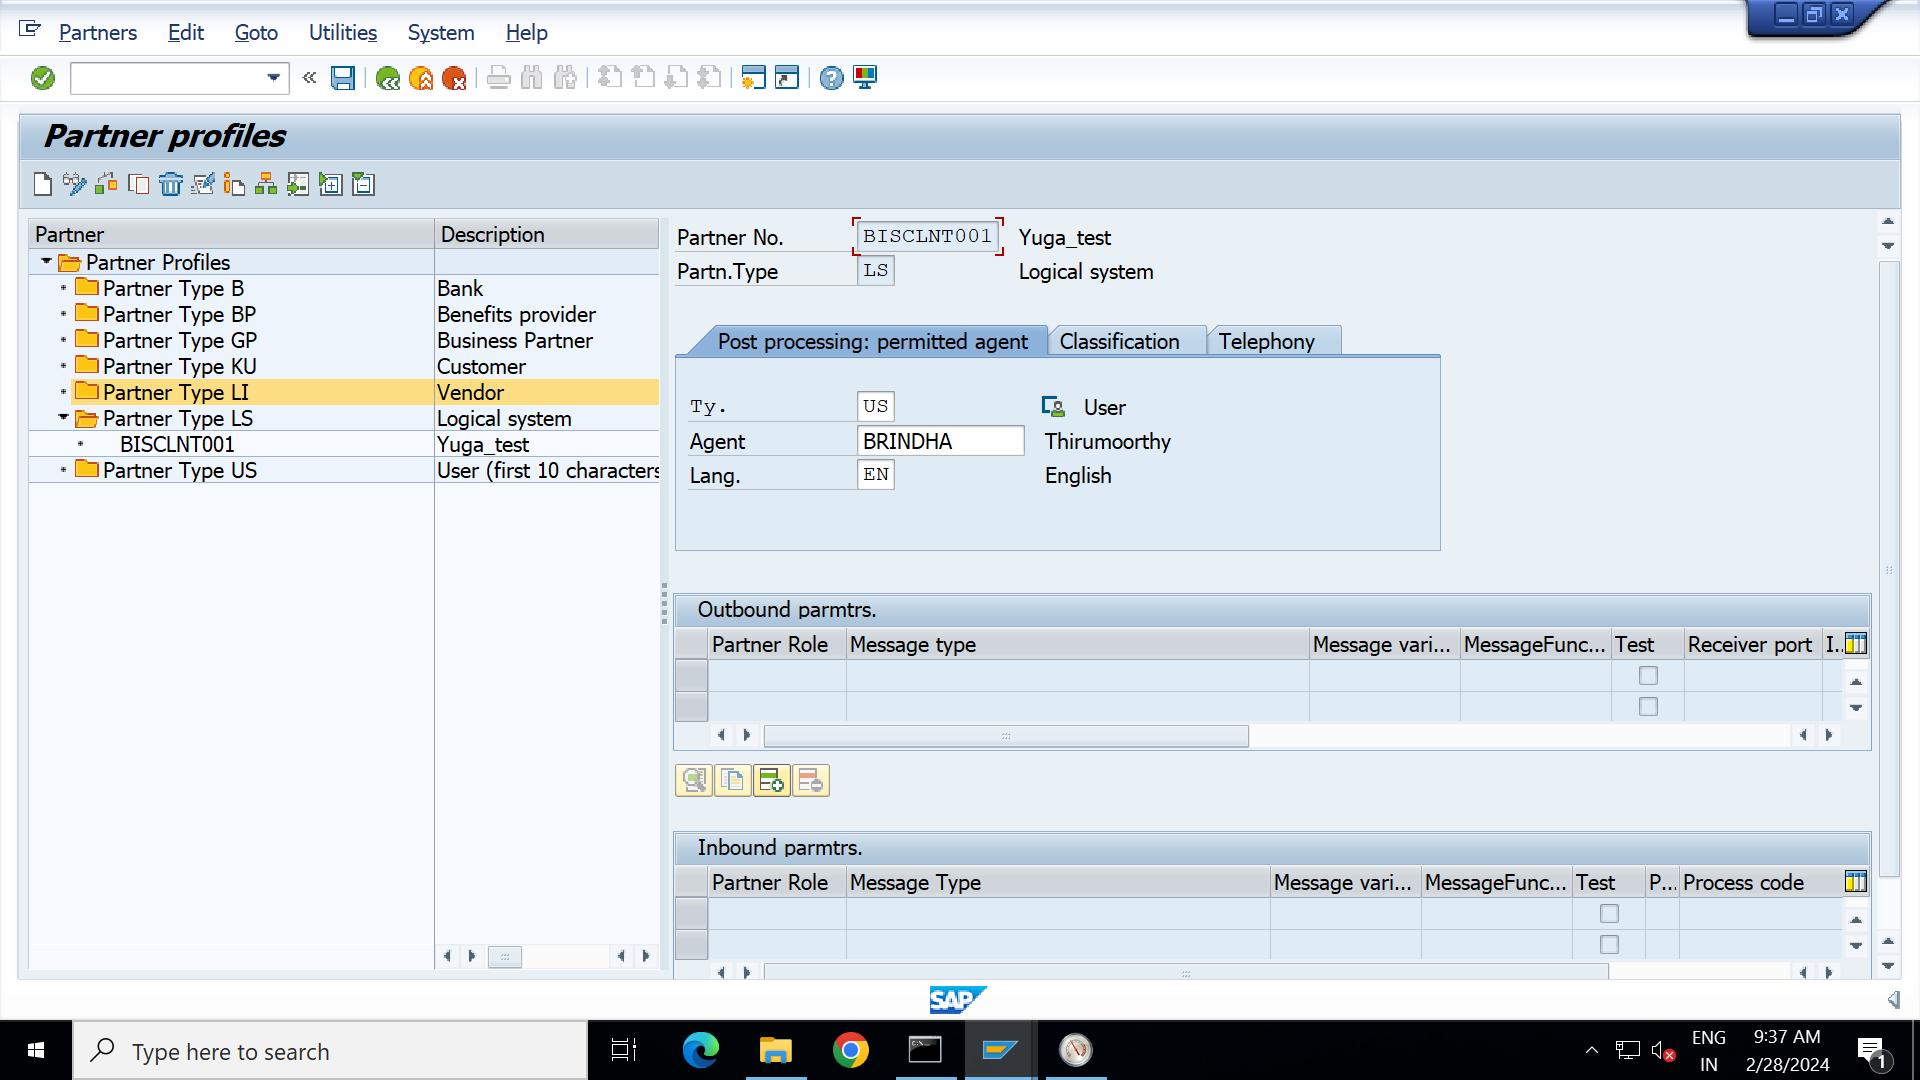 Partners Edit Goto Utilities System Help
Partner profiles
Partner Description
Partner Profiles
Partner Type B Bank
Partner Type BP Benefits provider
Partner Type GP Business Partner
Partner Type KU Customer
Partner Type LI Vendor
Partner Type LS Logical system
BISCLNT001 Yuga_test
Partner Type US User (first 10 characters
Partner No. BISCLNT001 Yuga_test
Partn.Type LS Logical system
Post processing: permitted agent Classification Telephony
Ty. US User
Agent BRINDHA Thirumoorthy
Lang. EN English
Outbound parmtrs.
Partner Role Message type Message vari... MessageFunc... Test Receiver port I..
Inbound parmtrs.
Partner Role Message Type Message vari... MessageFunc... Test P... Process code
SAP
Type here to search
ENG 9:37 AM
IN 2/28/2024
1